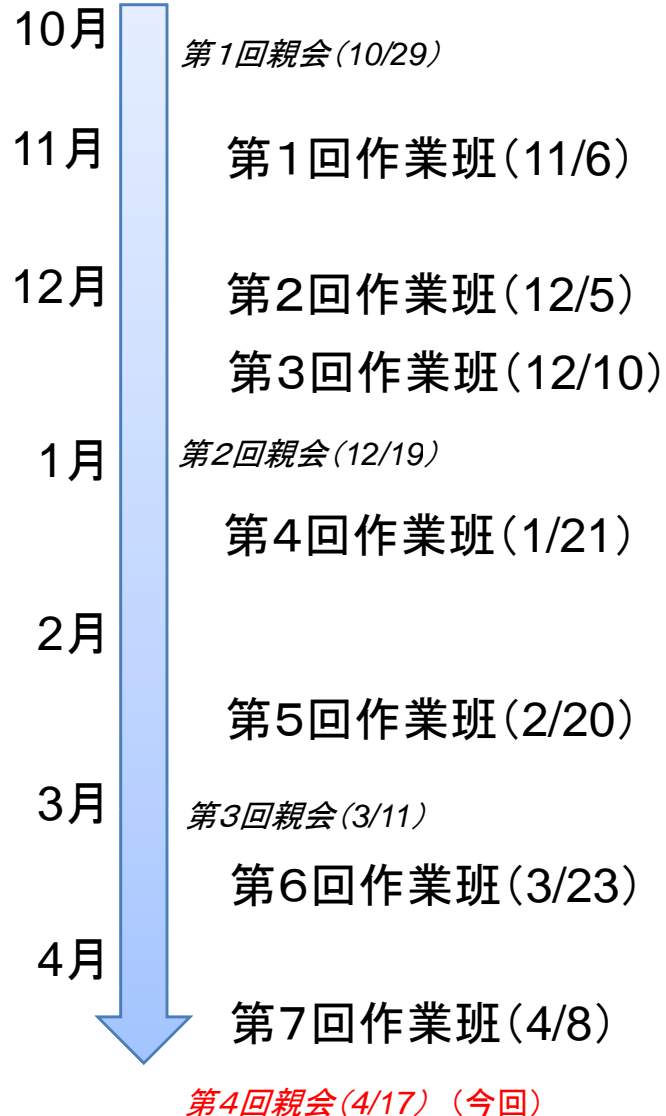 10月
第1回親会(10/29)
11月
第１回作業班(11/6)
12月
第２回作業班(12/5)
第３回作業班(12/10)
1月
第２回親会(12/19)
第４回作業班(1/21)
2月
第５回作業班(2/20)
3月
第３回親会(3/11)
第６回作業班(3/23)
4月
第７回作業班(4/8)
第４回親会(4/17)（今回）